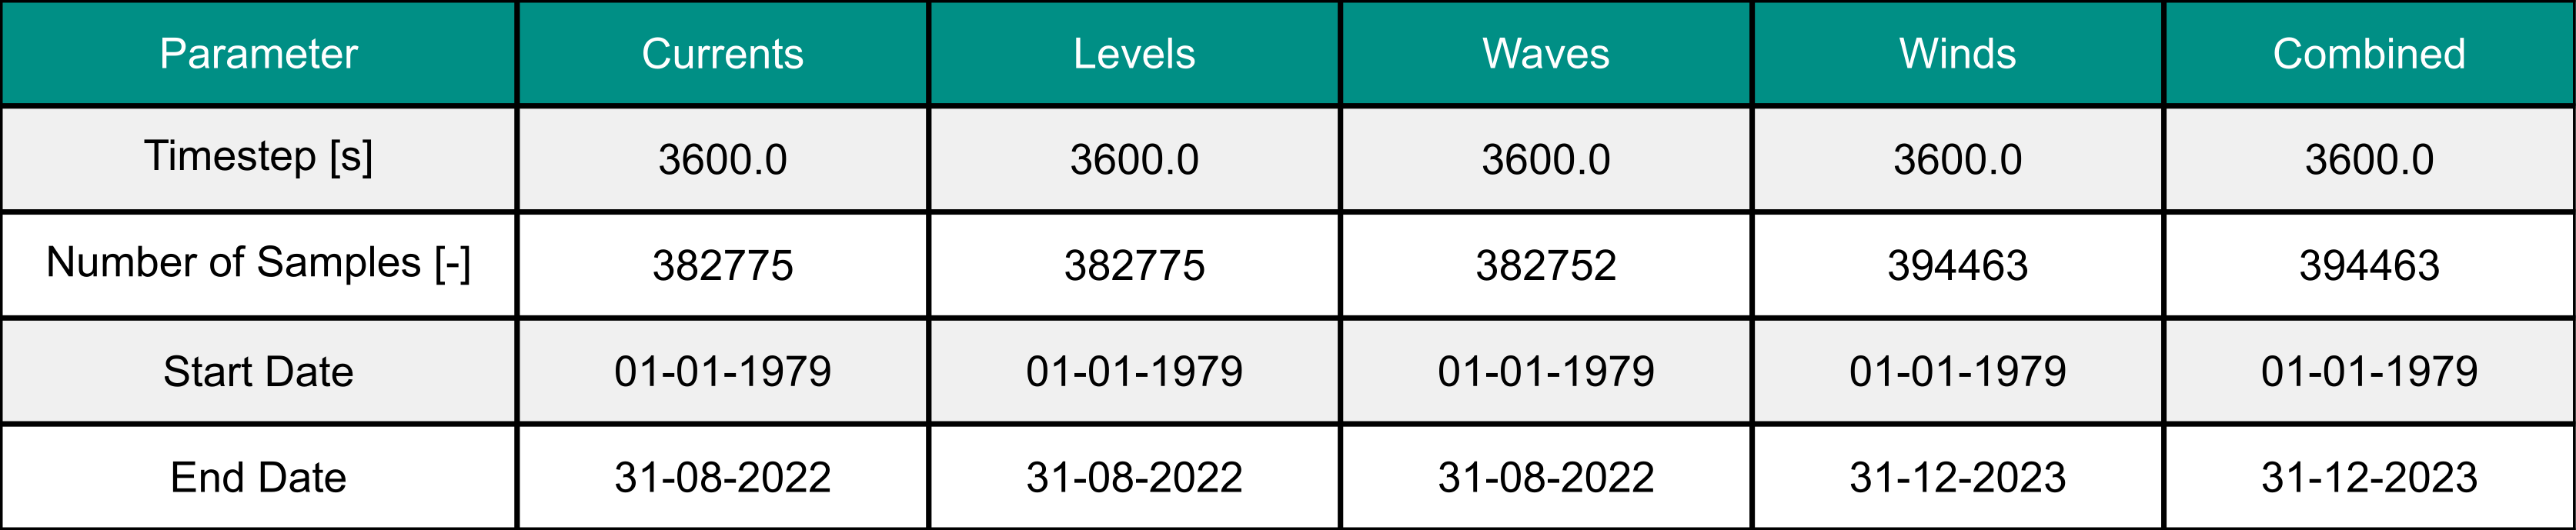 Parameter Currents Levels Waves Winds Combined
Timestep [s] 3600.0 3600.0 3600.0 3600.0 3600.0
Number of Samples [-] 382775 382775 382752 394463 394463
Start Date 01-01-1979 01-01-1979 01-01-1979 01-01-1979 01-01-1979
End Date 31-08-2022 31-08-2022 31-08-2022 31-12-2023 31-12-2023